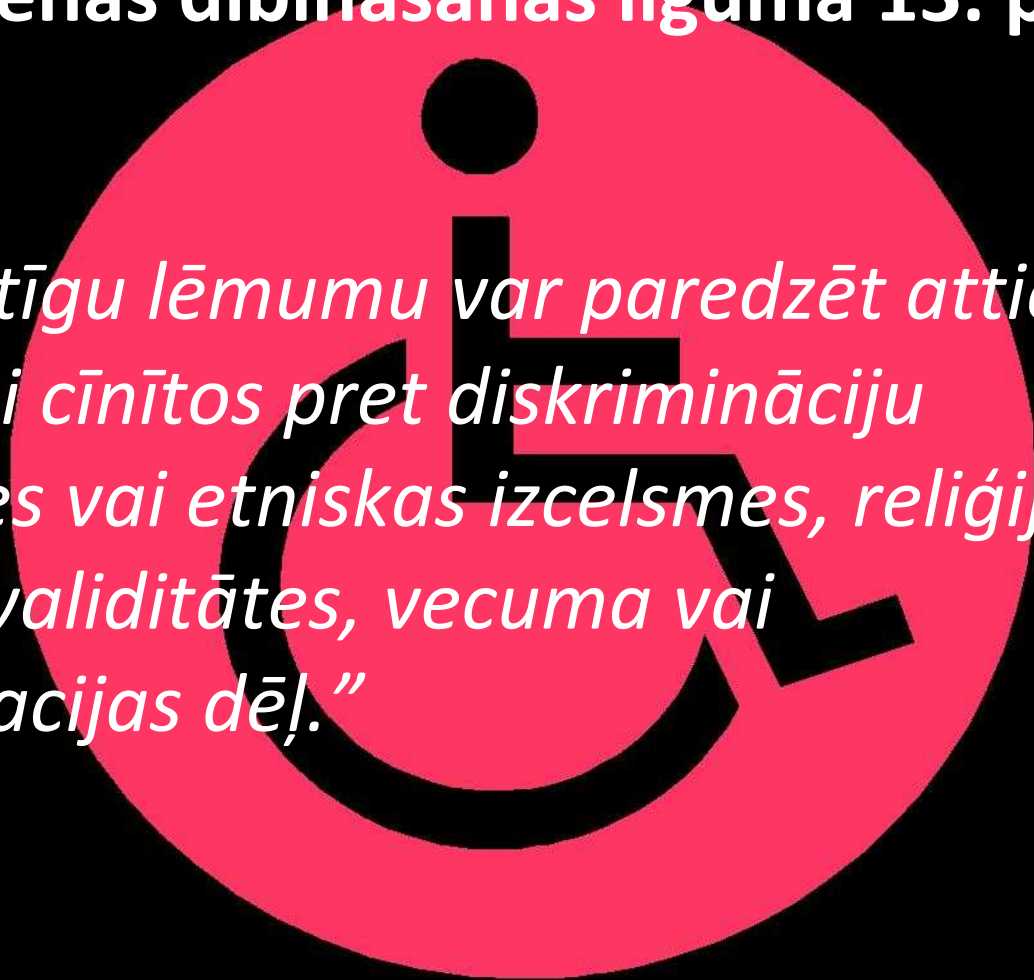 enas dibināšanas līguma 13. p
tīgu lēmumu var paredzēt attie
i cīnītos pret diskrimināciju
es vai etniskas izcelsmes, reliģij
validitātes, vecuma vai
acijas dēļ.”